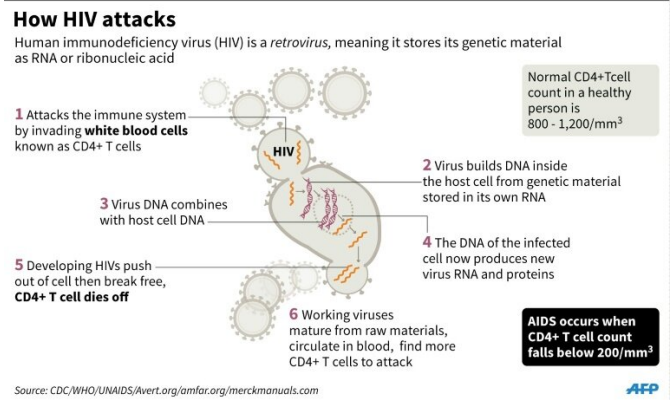 How HIV attacks
Human immunodeficiency virus (HIV) is a retrovirus, meaning it stores its genetic material
as RNA or ribonucleic acid
Normal CD4+Tcell
count in a healthy
person is
800 - 1,200/mm³
1 Attacks the immune system
by invading white blood cells
known as CD4+ T cells
HIV
2 Virus builds DNA inside
the host cell from genetic material
stored in its own RNA
3 Virus DNA combines
with host cell DNA
4 The DNA of the infected
cell now produces new
virus RNA and proteins
5 Developing HIVs push
out of cell then break free,
CD4+ T cell dies off
6 Working viruses
mature from raw materials,
circulate in blood, find more
CD4+ T cells to attack
AIDS occurs when
CD4+ T cell count
falls below 200/mm³
Source: CDC/WHO/UNAIDS/Avert.org/amfar.org/merckmanuals.com
AFP